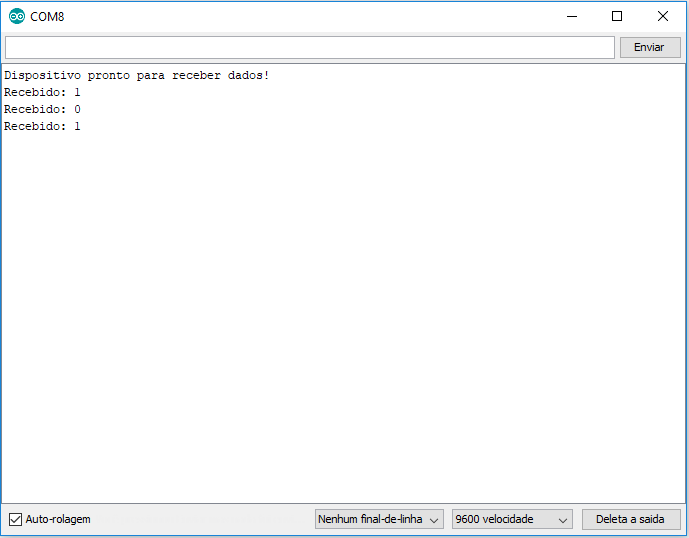 COM8
Enviar
Dispositivo pronto para receber dados!
Recebido: 1
Recebido: 0
Recebido: 1
Auto-rolagem
Nenhum final-de-linha
9600 velocidade
Deleta a saida